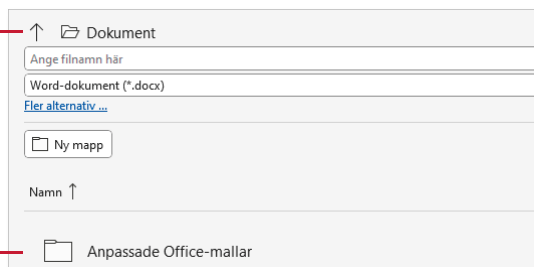 Dokument
Ange filnamn här
Word-dokument (*.docx)
Fler alternativ ...
Ny mapp
Namn ↑
Anpassade Office-mallar